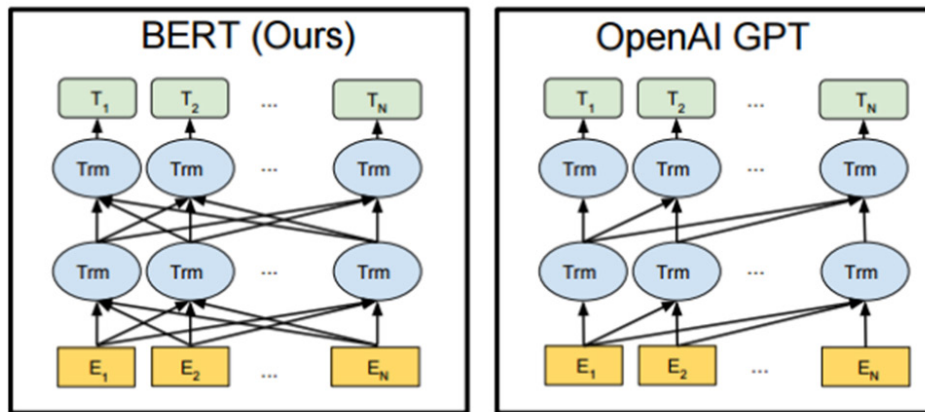 BERT (Ours)
T1 T2 ... TN
Trm Trm ... Trm
Trm Trm ... Trm
E1 E2 ... EN
OpenAI GPT
T1 T2 ... TN
Trm Trm ... Trm
Trm Trm ... Trm
E1 E2 ... EN